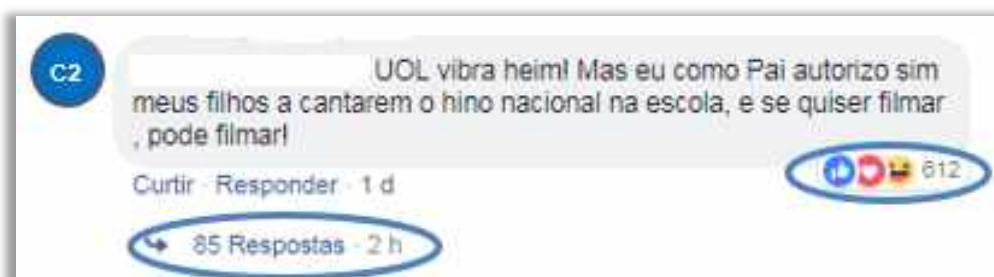 C2
UOL vibra heim! Mas eu como Pai autorizo sim
meus filhos a cantarem o hino nacional na escola, e se quiser filmar
, pode filmar!
Curtir · Responder · 1 d
612
85 Respostas · 2 h